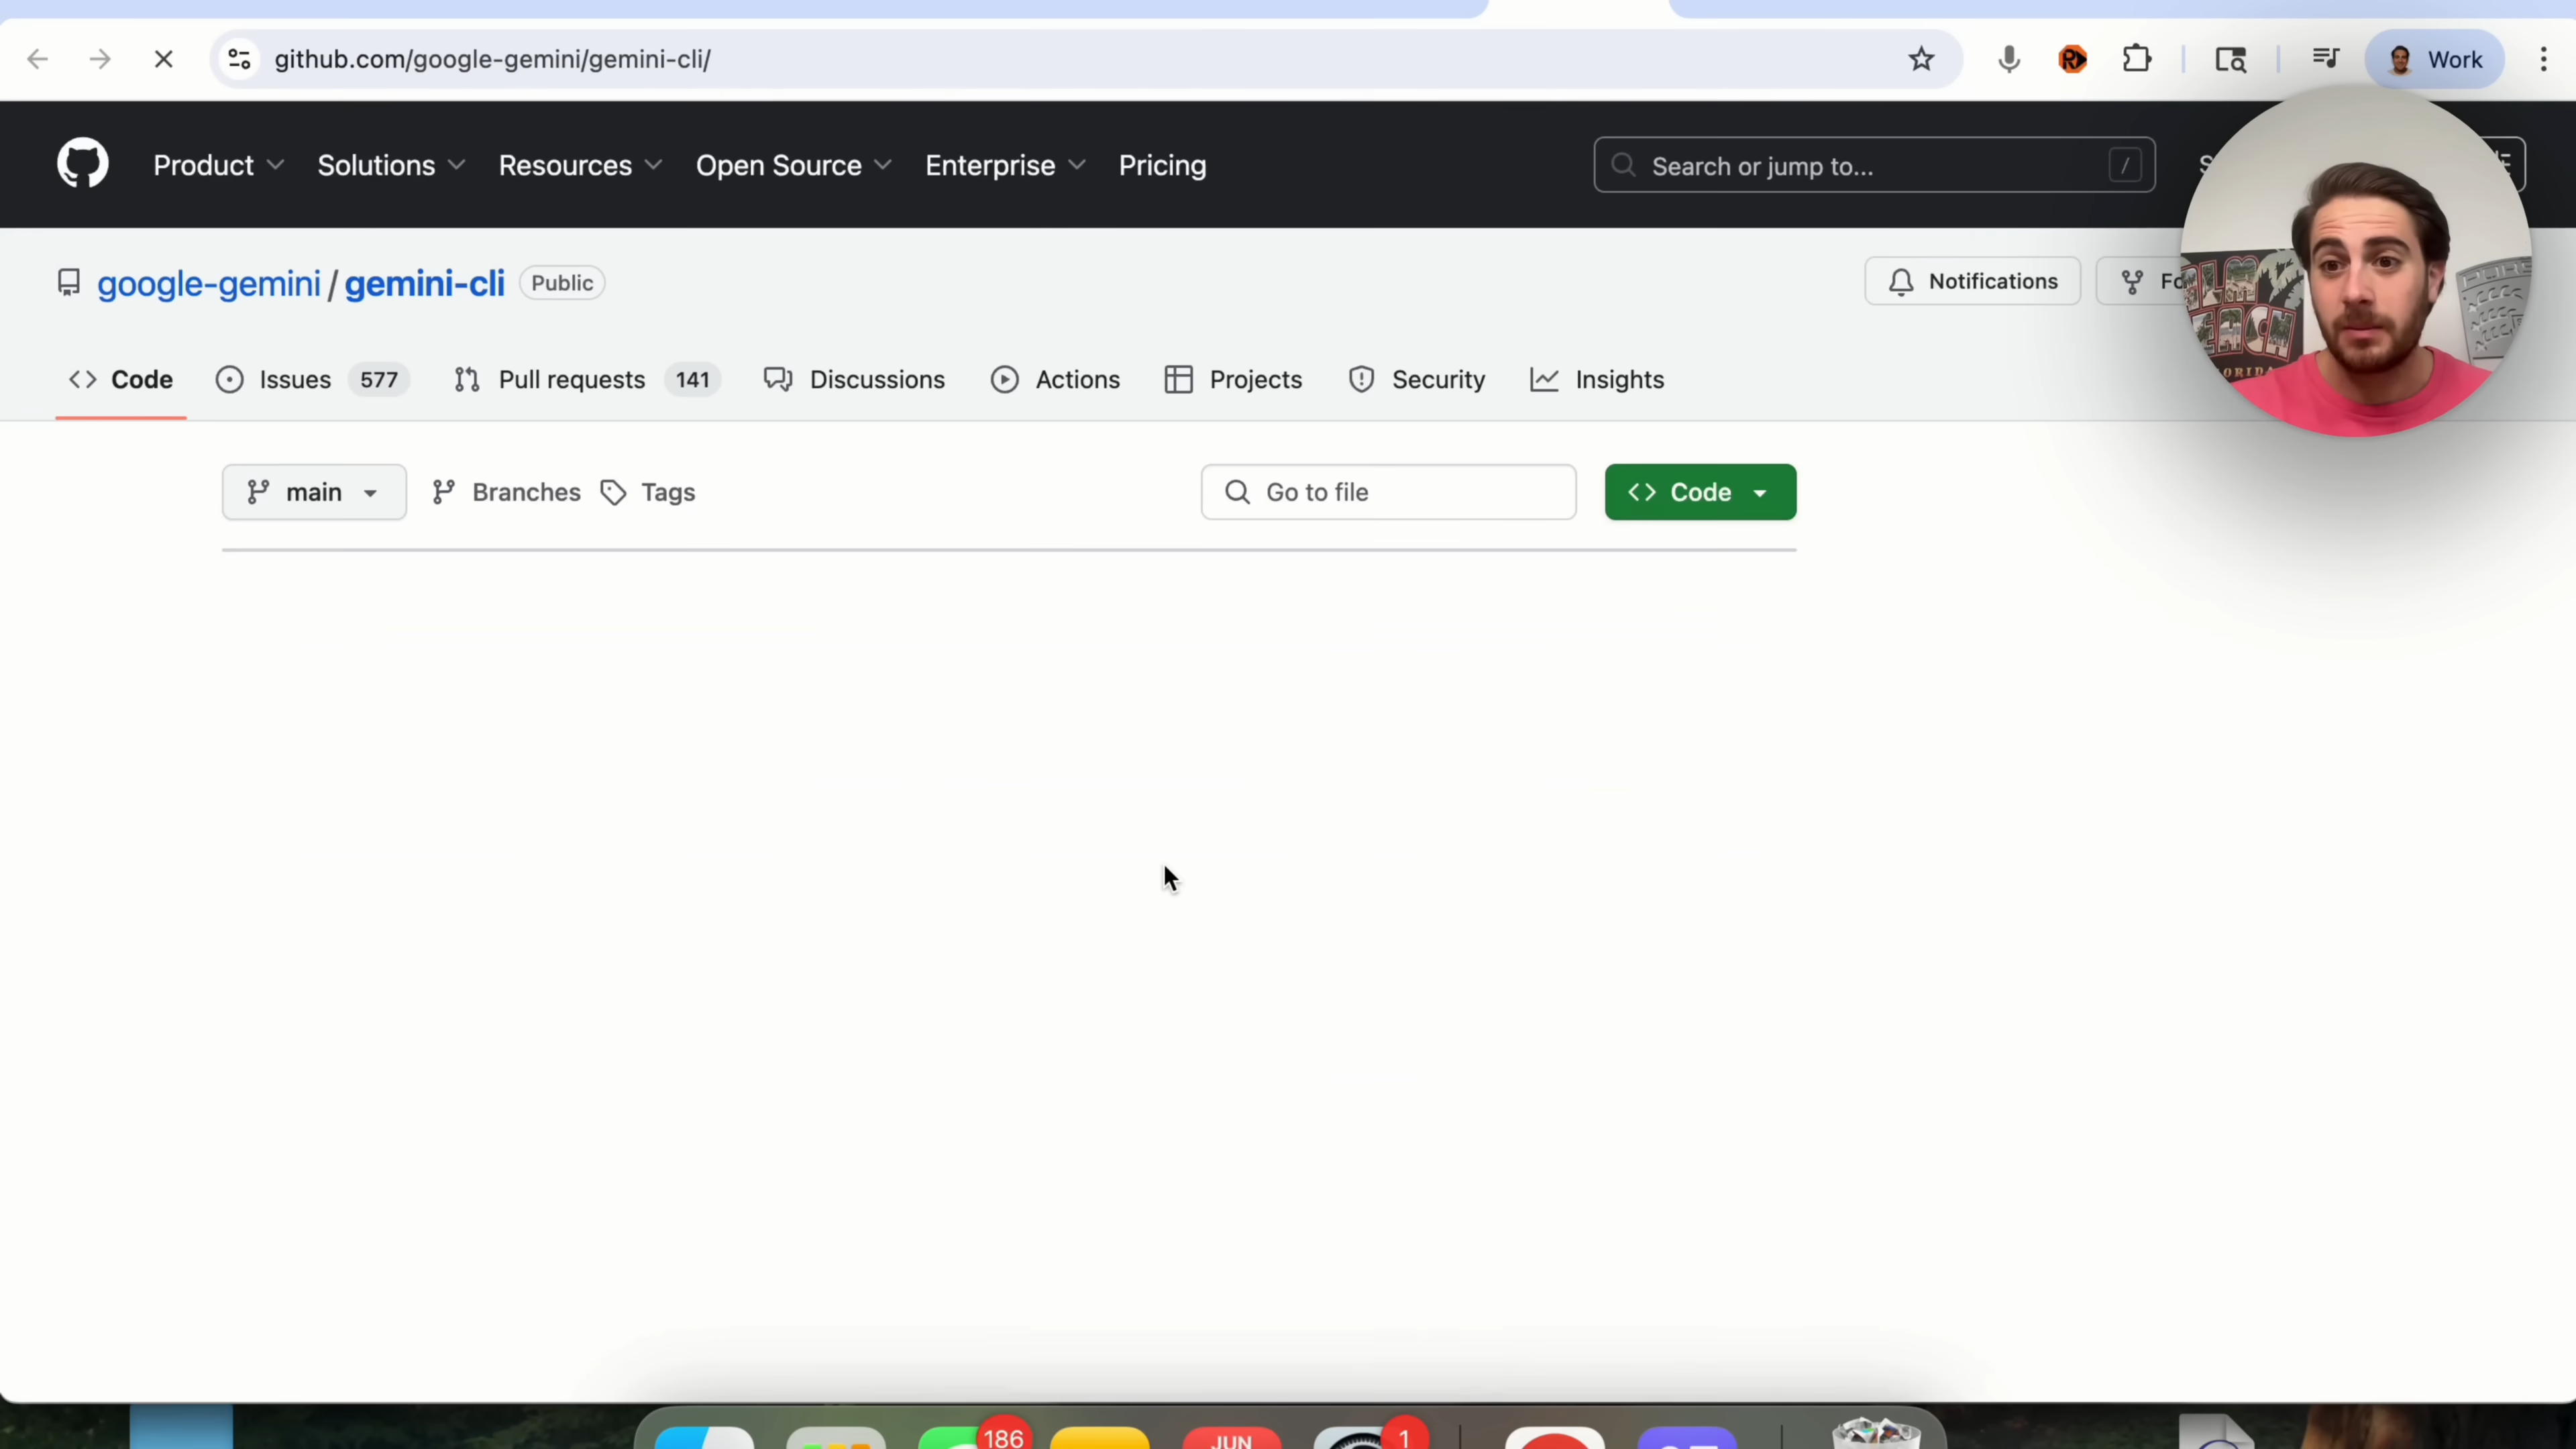 github.com/google-gemini/gemini-cli/
Work
Product
Solutions
Resources
Open Source
Enterprise
Pricing
Search or jump to...
/
google-gemini / gemini-cli
Public
Notifications
Code
Issues 577
Pull requests 141
Discussions
Actions
Projects
Security
Insights
main
Branches
Tags
Go to file
Code
186
JUN
1